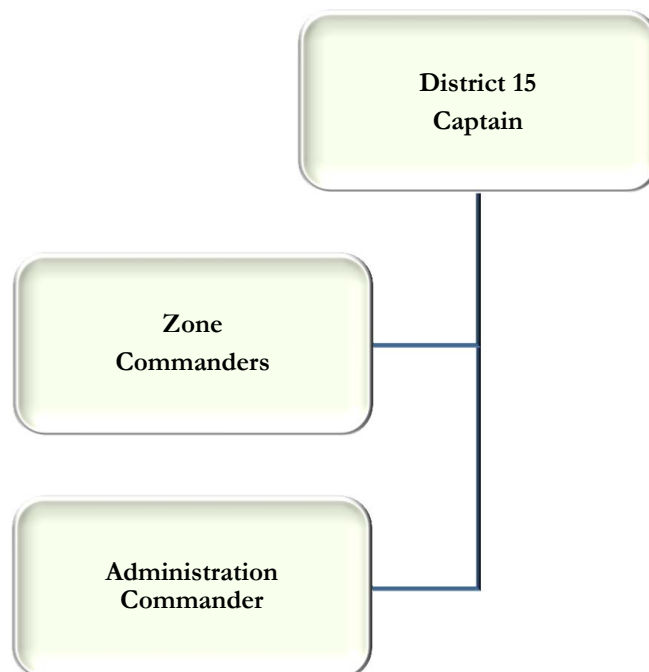 District 15
Captain
Zone
Commanders
Administration
Commander